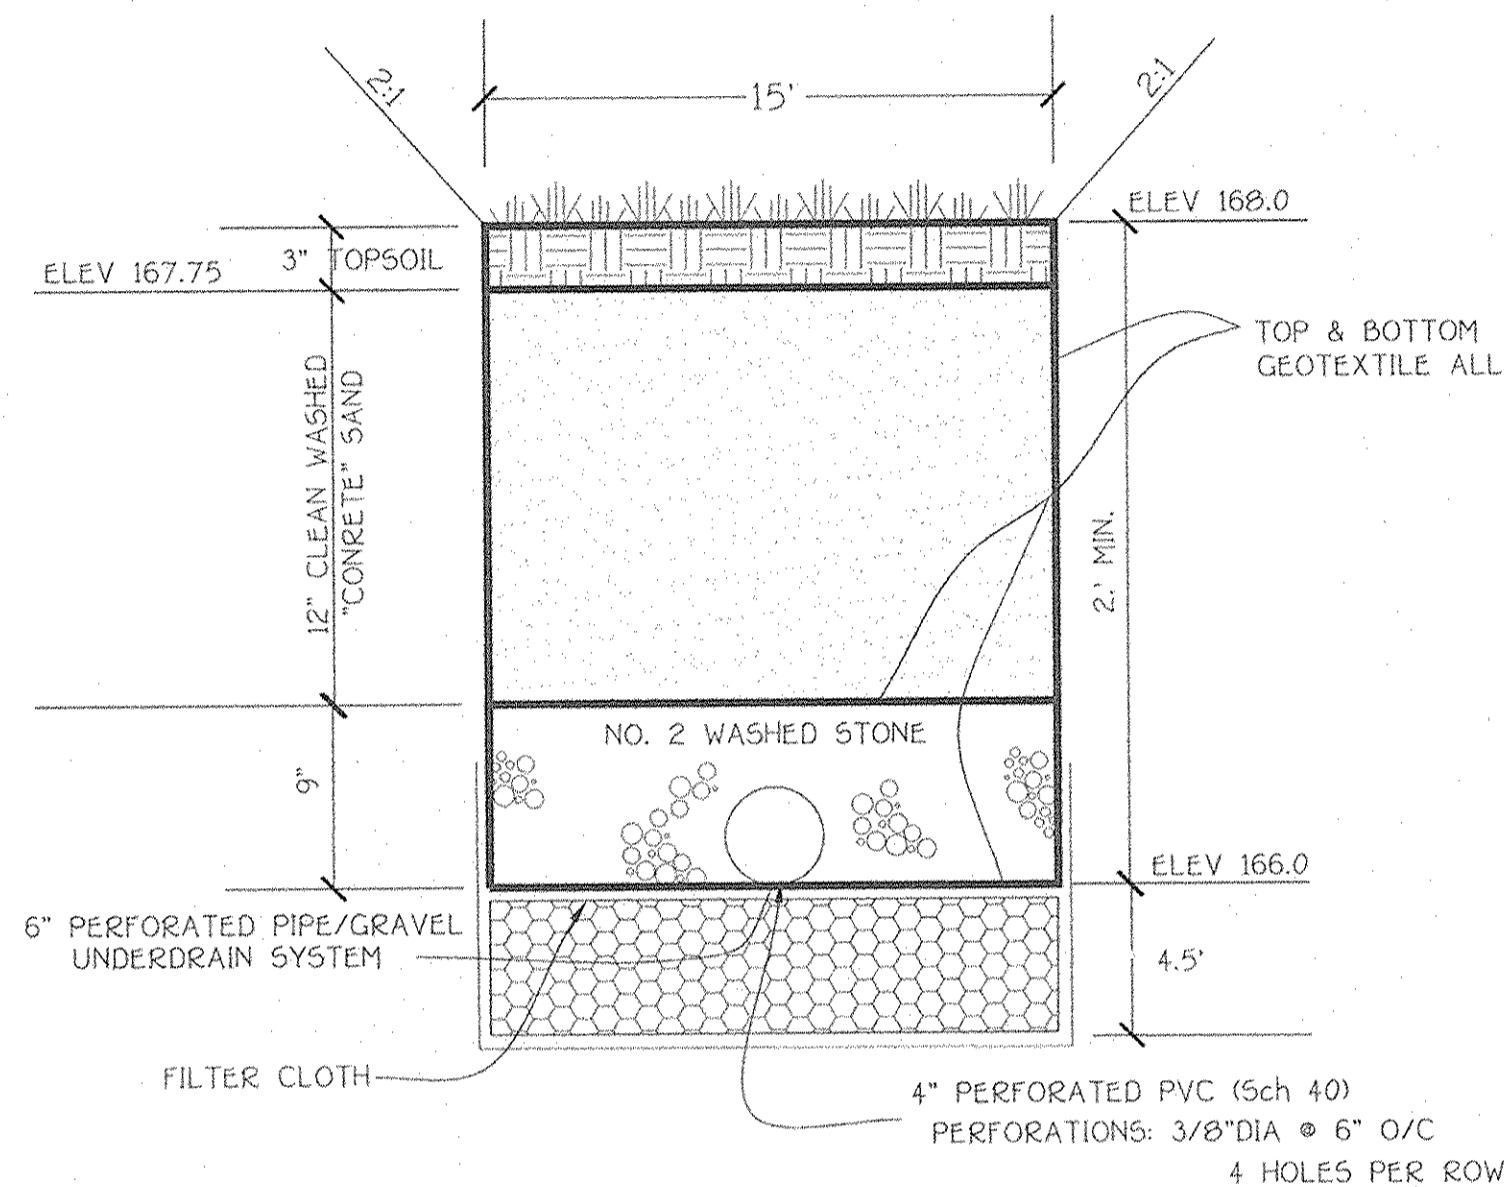 2:1
15'
2:1
ELEV 168.0
3" TOPSOIL
ELEV 167.75
TOP & BOTTOM
GEOTEXTILE ALL
12" CLEAN WASHED
"CONRETE" SAND
2.' MIN.
NO. 2 WASHED STONE
9"
ELEV 166.0
6" PERFORATED PIPE/GRAVEL
UNDERDRAIN SYSTEM
4.5'
FILTER CLOTH
4" PERFORATED PVC (Sch 40)
PERFORATIONS: 3/8"DIA @ 6" O/C
4 HOLES PER ROW